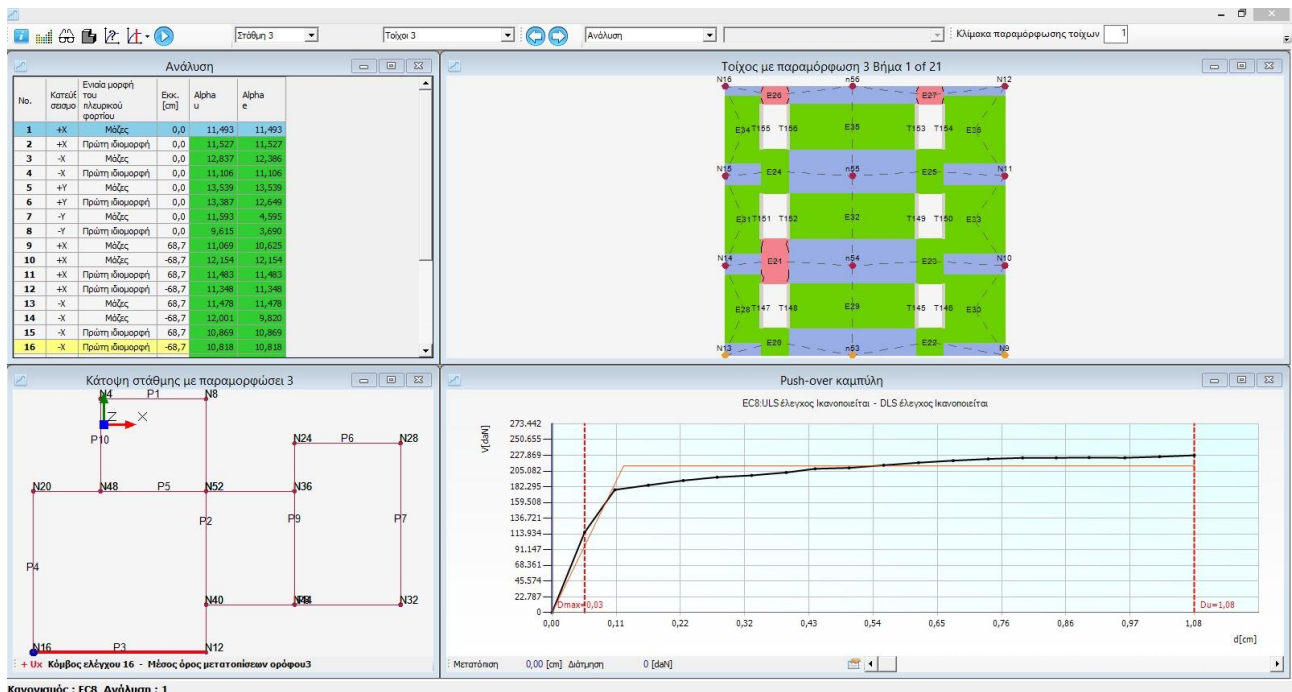 Στάθμη 3 Τοίχοι 3 Ανάλυση Κλίμακα παραμόρφωσης τοίχων 1
Ανάλυση
No. Κατεύθ σεισμο Ενιαία μορφή του πλευρικού φορτίου Εκκ. [cm] Alpha u Alpha e
1 +X Μάζες 0,0 11,493 11,493
2 +X Πρώτη ιδιομορφή 0,0 11,527 11,527
3 -X Μάζες 0,0 12,837 12,386
4 -X Πρώτη ιδιομορφή 0,0 11,106 11,106
5 +Y Μάζες 0,0 13,539 13,539
6 +Y Πρώτη ιδιομορφή 0,0 13,387 12,649
7 -Y Μάζες 0,0 11,593 4,595
8 -Y Πρώτη ιδιομορφή 0,0 9,615 3,690
9 +X Μάζες 68,7 11,069 10,625
10 +X Μάζες -68,7 12,154 12,154
11 +X Πρώτη ιδιομορφή 68,7 11,483 11,483
12 +X Πρώτη ιδιομορφή -68,7 11,348 11,348
13 -X Μάζες 68,7 11,478 11,478
14 -X Μάζες -68,7 12,001 9,820
15 -X Πρώτη ιδιομορφή 68,7 10,869 10,869
16 -X Πρώτη ιδιομορφή -68,7 10,818 10,818
Τοίχος με παραμόρφωση 3 Βήμα 1 of 21
N16 n56 N12
E26 E27
E34 T155 T156 E35 T153 T154 E36
N15 E24 n55 E25 N11
E31 T151 T152 E32 T149 T150 E33
N14 E21 n54 E23 N10
E28 T147 T148 E29 T145 T146 E30
N13 E20 n53 E22 N9
Κάτοψη στάθμης με παραμορφώσει 3
N4 P1 N8
Z X
P10 N24 P6 N28
N20 N48 P5 N52 N36
P2 P9 P7
P4
N40 N32
N16 P3 N12
+ Ux Κόμβος ελέγχου 16 - Μέσος όρος μετατοπίσεων ορόφου3
Push-over καμπύλη
EC8:ULS έλεγχος Ικανοποιείται - DLS έλεγχος Ικανοποιείται
V[daN]
273.442
250.655
227.869
205.082
182.295
159.508
136.721
113.934
91.147
68.361
45.574
22.787
0
Dmax=0,03 Du=1,08
0,00 0,11 0,22 0,32 0,43 0,54 0,65 0,76 0,86 0,97 1,08
d[cm]
Μετατόπιση 0,00 [cm] Διάτμηση 0 [daN]
Κανονισμός : EC8 Ανάλυση : 1